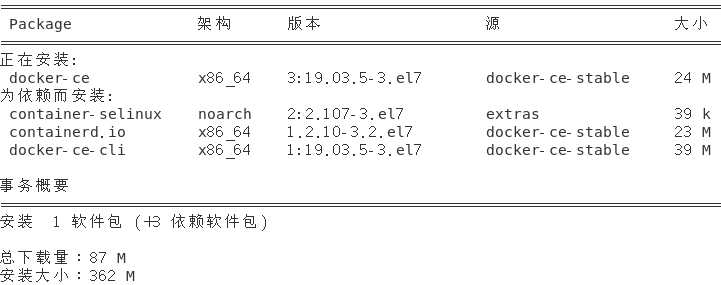 Package 架构 版本 源 大小
正在安装:
docker-ce x86_64 3:19.03.5-3.el7 docker-ce-stable 24 M
为依赖而安装:
container-selinux noarch 2:2.107-3.el7 extras 39 k
containerd.io x86_64 1.2.10-3.2.el7 docker-ce-stable 23 M
docker-ce-cli x86_64 1:19.03.5-3.el7 docker-ce-stable 39 M
事务概要
安装 1 软件包 (+3 依赖软件包)
总下载量：87 M
安装大小：362 M